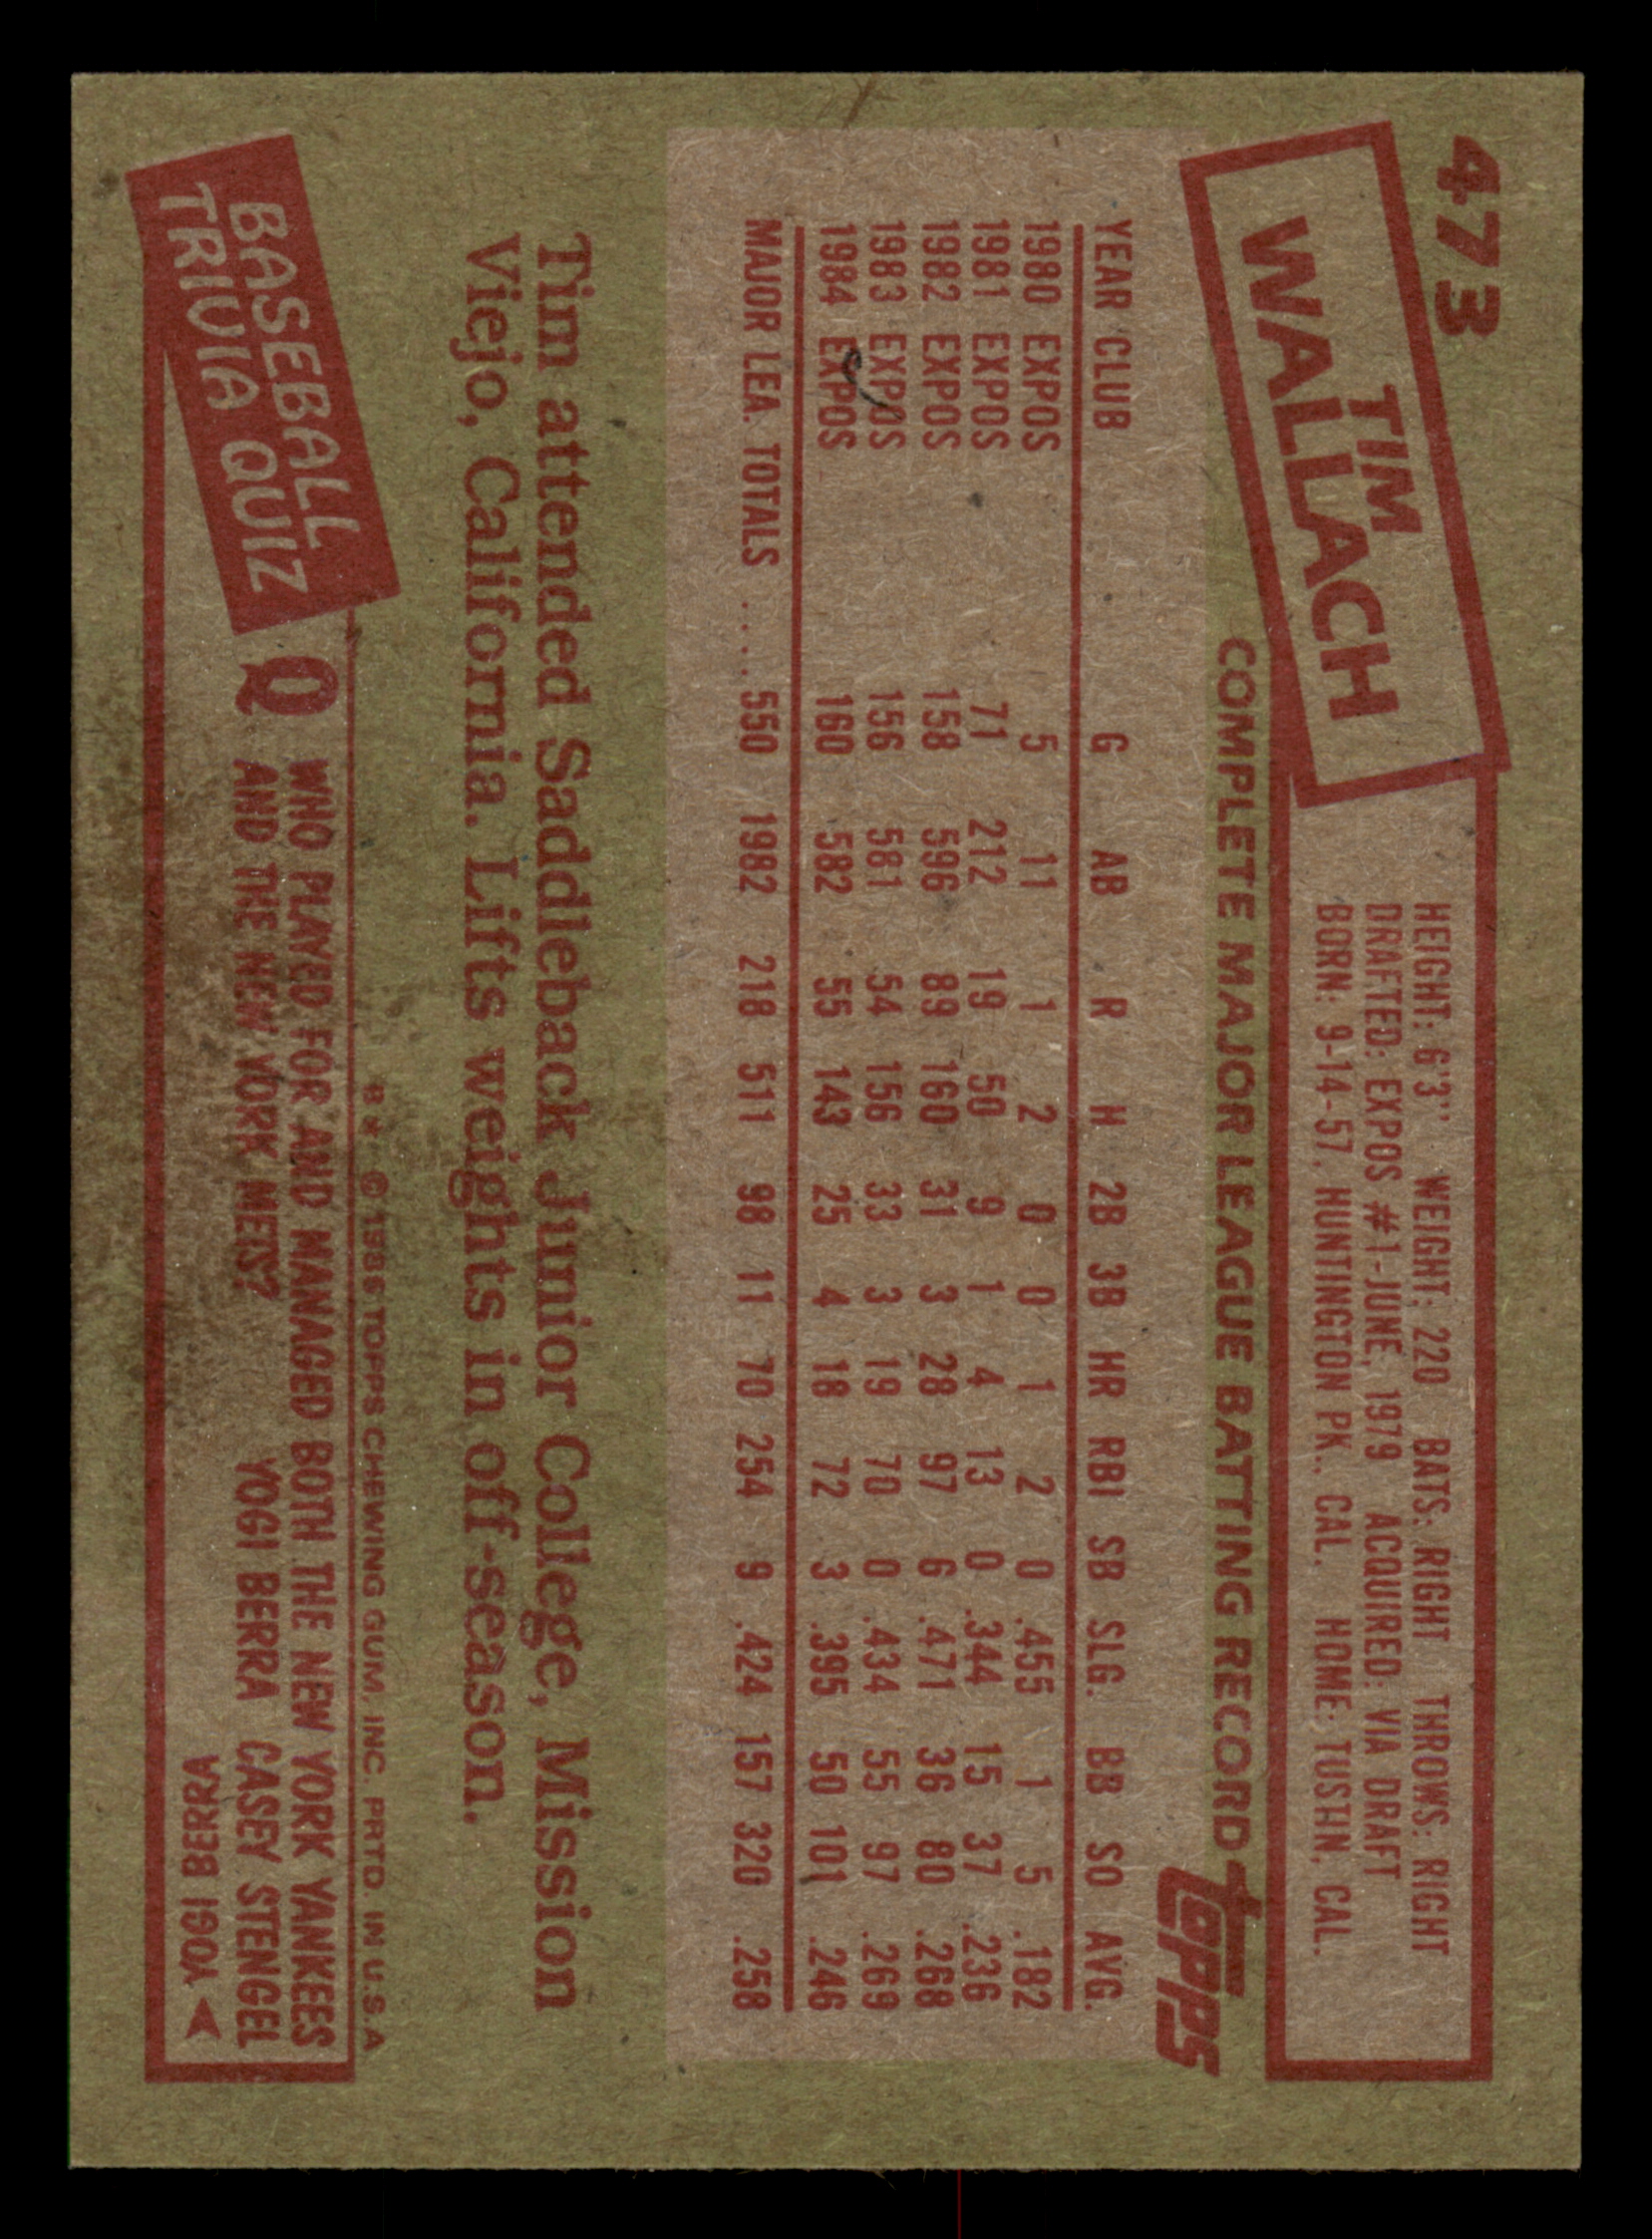 473
TIM
WALLACH
HEIGHT: 6'3" WEIGHT: 220 BATS: RIGHT THROWS: RIGHT
DRAFTED: EXPOS #1-JUNE, 1979 ACQUIRED: VIA DRAFT
BORN: 9-14-57, HUNTINGTON PK., CAL. HOME: TUSTIN, CAL.
COMPLETE MAJOR LEAGUE BATTING RECORD
topps
YEAR CLUB G AB R H 2B 3B HR RBI SB SLG. BB SO AVG.
1980 EXPOS 5 11 1 2 0 0 1 2 0 .455 1 5 .182
1981 EXPOS 71 212 19 50 9 1 4 13 0 .344 15 37 .236
1982 EXPOS 158 596 89 160 31 3 28 97 6 .471 36 80 .268
1983 EXPOS 156 581 54 156 33 3 19 70 0 .434 55 97 .269
1984 EXPOS 160 582 55 143 25 4 18 72 3 .395 50 101 .246
MAJOR LEA. TOTALS ..... 550 1982 218 511 98 11 70 254 9 .424 157 320 .258
Tim attended Saddleback Junior College, Mission
Viejo, California. Lifts weights in off-season.
B* © 1985 TOPPS CHEWING GUM, INC. PRTD. IN U.S.A
BASEBALL
TRIVIA QUIZ
Q WHO PLAYED FOR AND MANAGED BOTH THE NEW YORK YANKEES
AND THE NEW YORK METS? YOGI BERRA CASEY STENGEL
YOGI BERRA